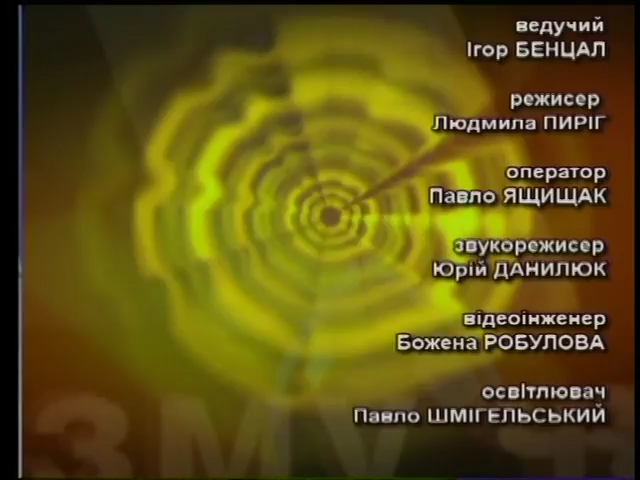 ведучий
Ігор БЕНЦАЛ
режисер
Людмила ПИРІГ
оператор
Павло ЯЩИЩАК
звукорежисер
Юрій ДАНИЛЮК
відеоінженер
Божена РОБУЛОВА
освітлювач
Павло ШМІГЕЛЬСЬКИЙ